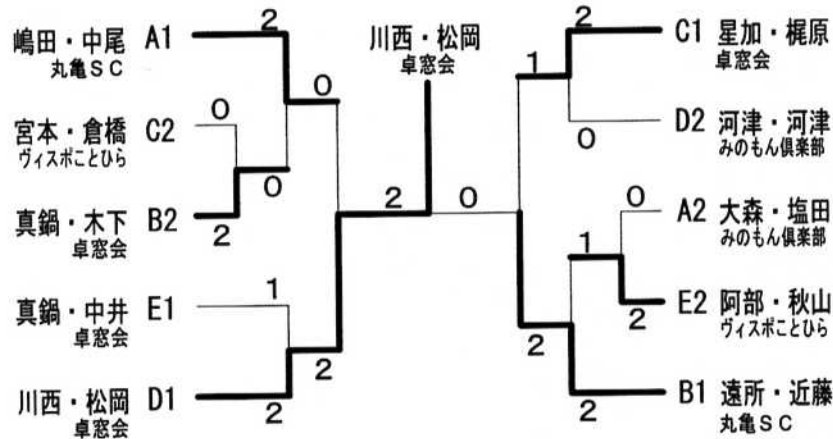 嶋田・中尾 A1
丸亀SC
宮本・倉橋 C2
ヴィスポことひら
真鍋・木下 B2
卓窓会
真鍋・中井 E1
卓窓会
川西・松岡 D1
卓窓会
2
0
0
0
2
1
2
2
川西・松岡
卓窓会
2
0
1
2
0
0
1
2
2
2
C1 星加・梶原
卓窓会
D2 河津・河津
みのもん倶楽部
A2 大森・塩田
みのもん倶楽部
E2 阿部・秋山
ヴィスポことひら
B1 遠所・近藤
丸亀SC